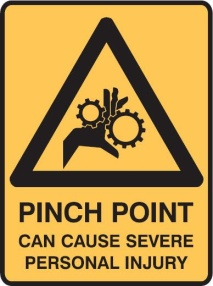 PINCH POINT
CAN CAUSE SEVERE
PERSONAL INJURY